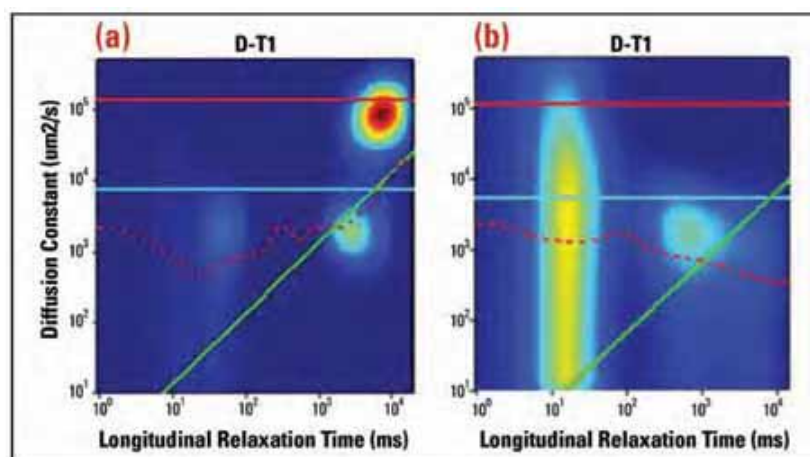 (a)
D-T1
Diffusion Constant (um2/s)
10⁵
10⁴
10³
10²
10¹
10⁰ 10¹ 10² 10³ 10⁴
Longitudinal Relaxation Time (ms)
(b)
D-T1
10⁵
10⁴
10³
10²
10¹
10⁰ 10¹ 10² 10³ 10⁴
Longitudinal Relaxation Time (ms)